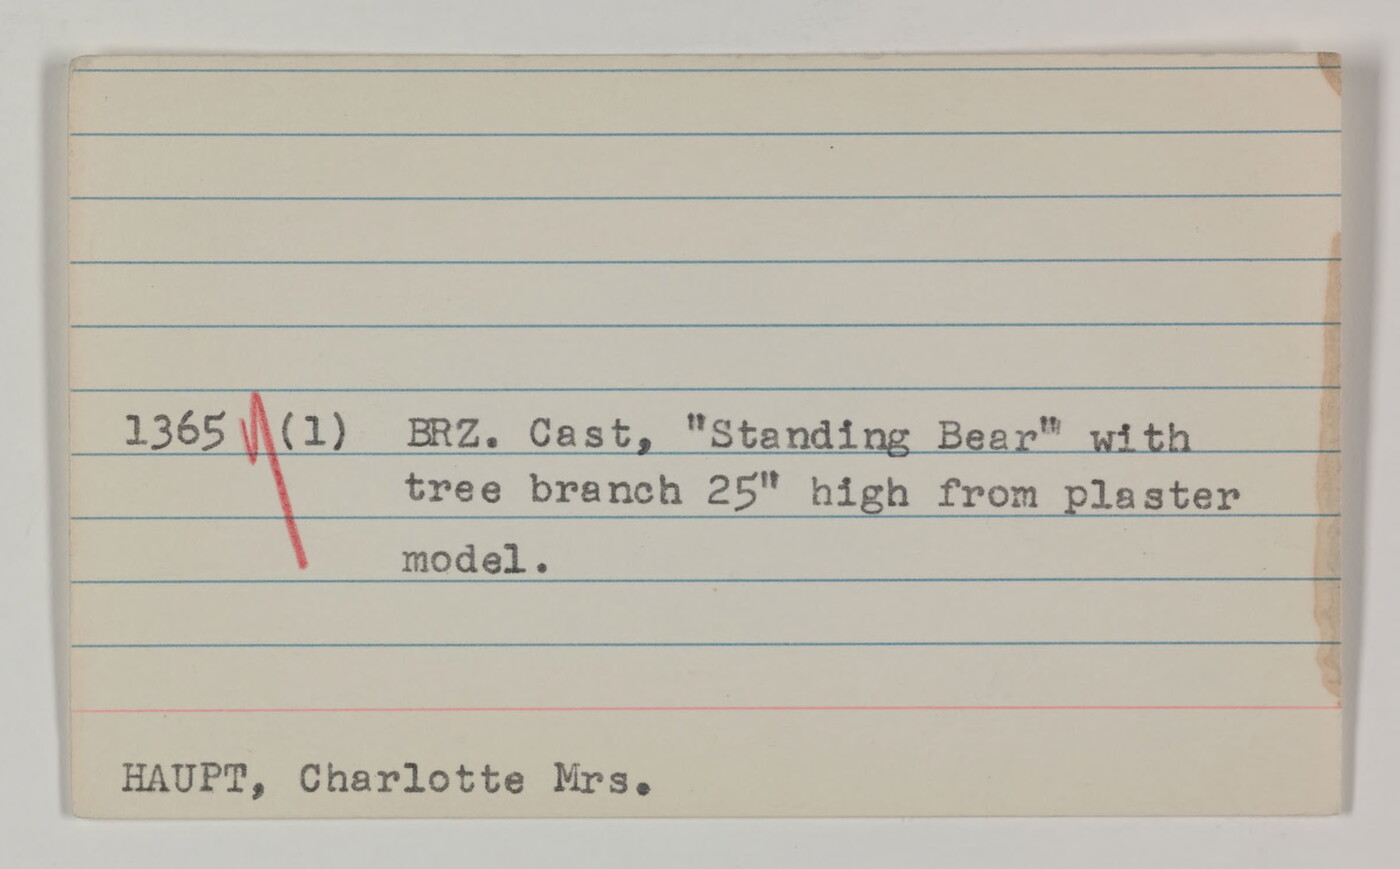 1365 (1) BRZ. Cast, "Standing Bear" with
tree branch 25" high from plaster
model.
HAUPT, Charlotte Mrs.